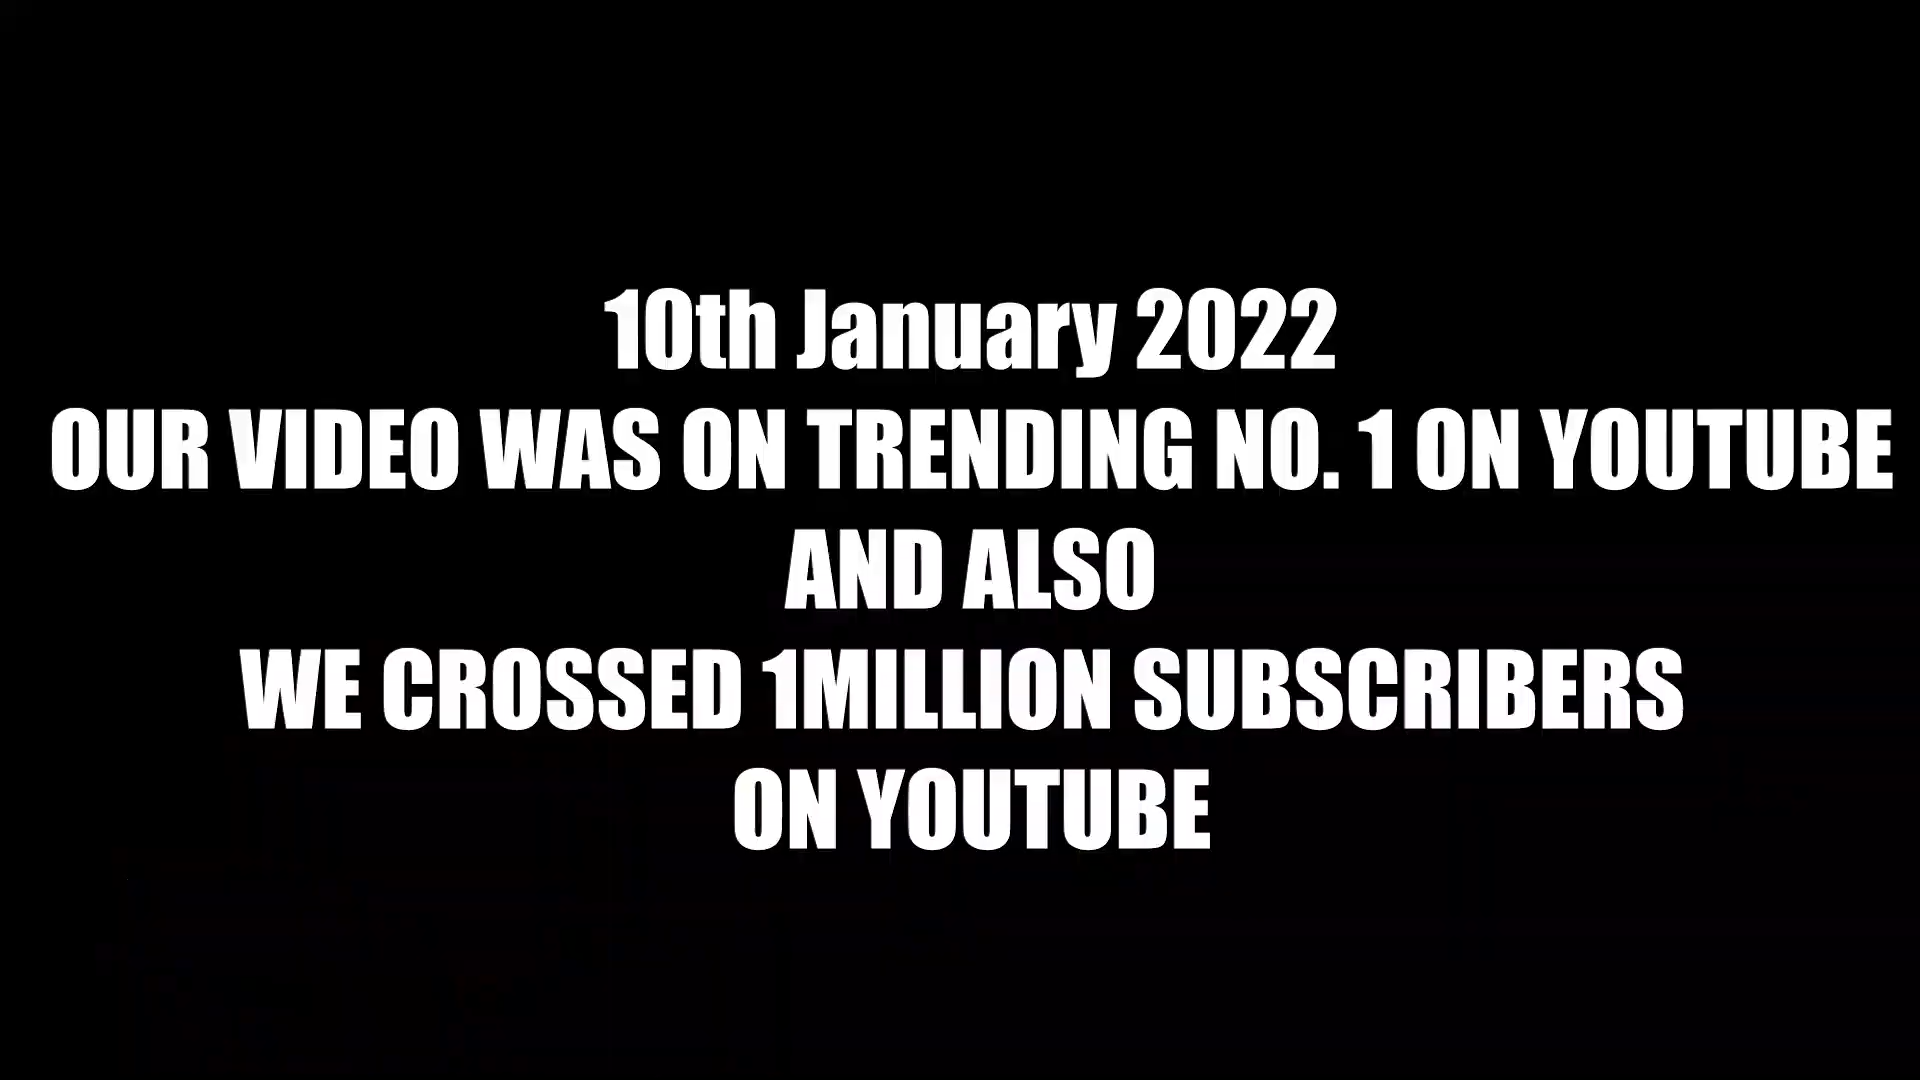 10th January 2022
OUR VIDEO WAS ON TRENDING NO. 1 ON YOUTUBE
AND ALSO
WE CROSSED 1MILLION SUBSCRIBERS
ON YOUTUBE